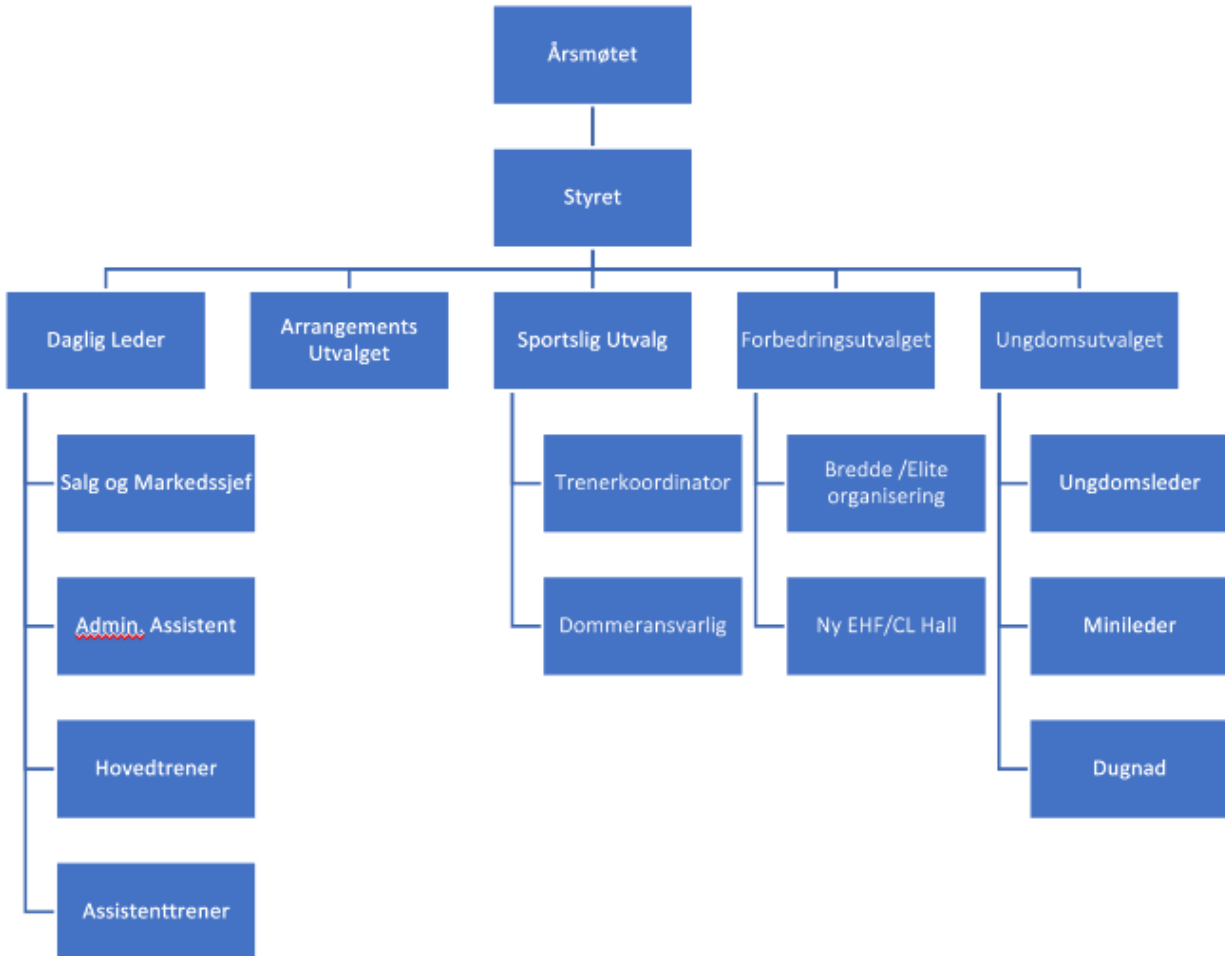 Årsmøtet
Styret
Daglig Leder
Arrangements
Utvalget
Sportslig Utvalg
Forbedringsutvalget
Ungdomsutvalget
Salg og Markedssjef
Trenerkoordinator
Bredde /Elite
organisering
Ungdomsleder
Admin. Assistent
Dommeransvarlig
Ny EHF/CL Hall
Minileder
Hovedtrener
Dugnad
Assistenttrener